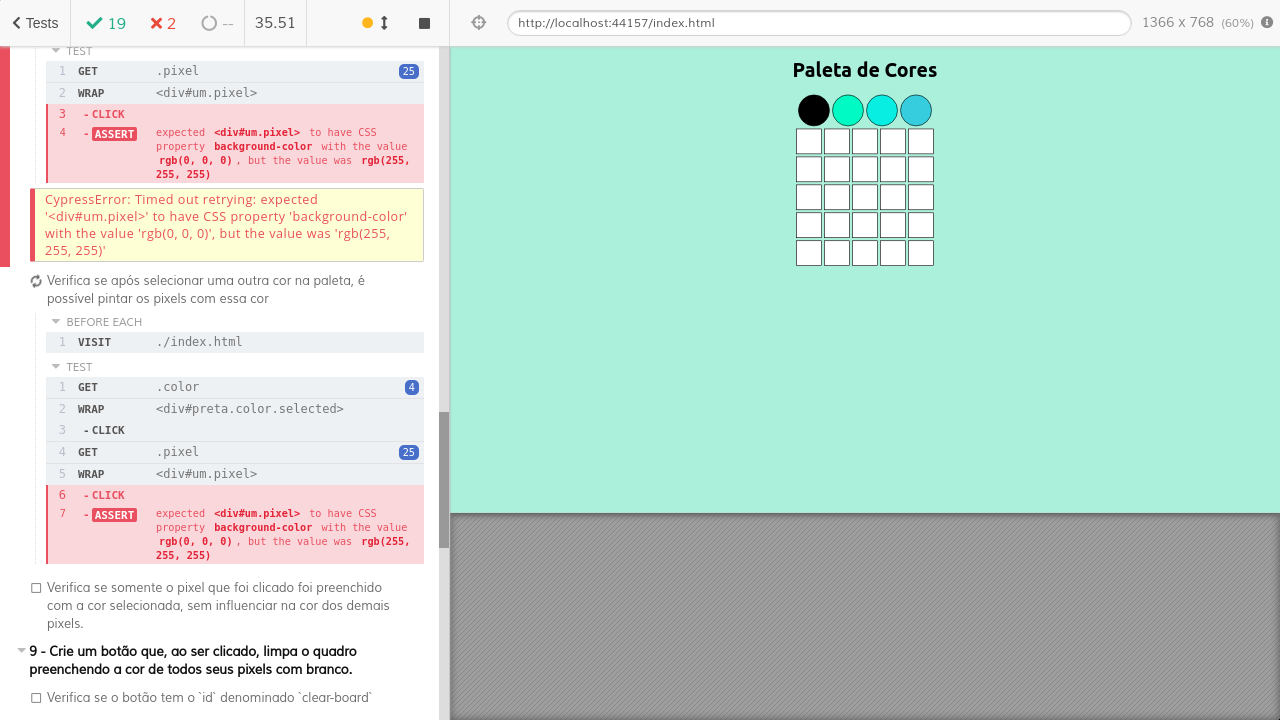 Tests
19
2
--
35.51
http://localhost:44157/index.html
1366 x 768 (60%)
TEST
1 GET .pixel 25
2 WRAP <div#um.pixel>
3 - CLICK
4 - ASSERT expected <div#um.pixel> to have CSS
property background-color with the value
rgb(0, 0, 0), but the value was rgb(255,
255, 255)
CypressError: Timed out retrying: expected
'<div#um.pixel>' to have CSS property 'background-color'
with the value 'rgb(0, 0, 0)', but the value was 'rgb(255,
255, 255)'
Verifica se após selecionar uma outra cor na paleta, é
possível pintar os pixels com essa cor
BEFORE EACH
1 VISIT ./index.html
TEST
1 GET .color 4
2 WRAP <div#preta.color.selected>
3 - CLICK
4 GET .pixel 25
5 WRAP <div#um.pixel>
6 - CLICK
7 - ASSERT expected <div#um.pixel> to have CSS
property background-color with the value
rgb(0, 0, 0), but the value was rgb(255,
255, 255)
Verifica se somente o pixel que foi clicado foi preenchido
com a cor selecionada, sem influenciar na cor dos demais
pixels.
9 - Crie um botão que, ao ser clicado, limpa o quadro
preenchendo a cor de todos seus pixels com branco.
Verifica se o botão tem o `id` denominado `clear-board`
Paleta de Cores